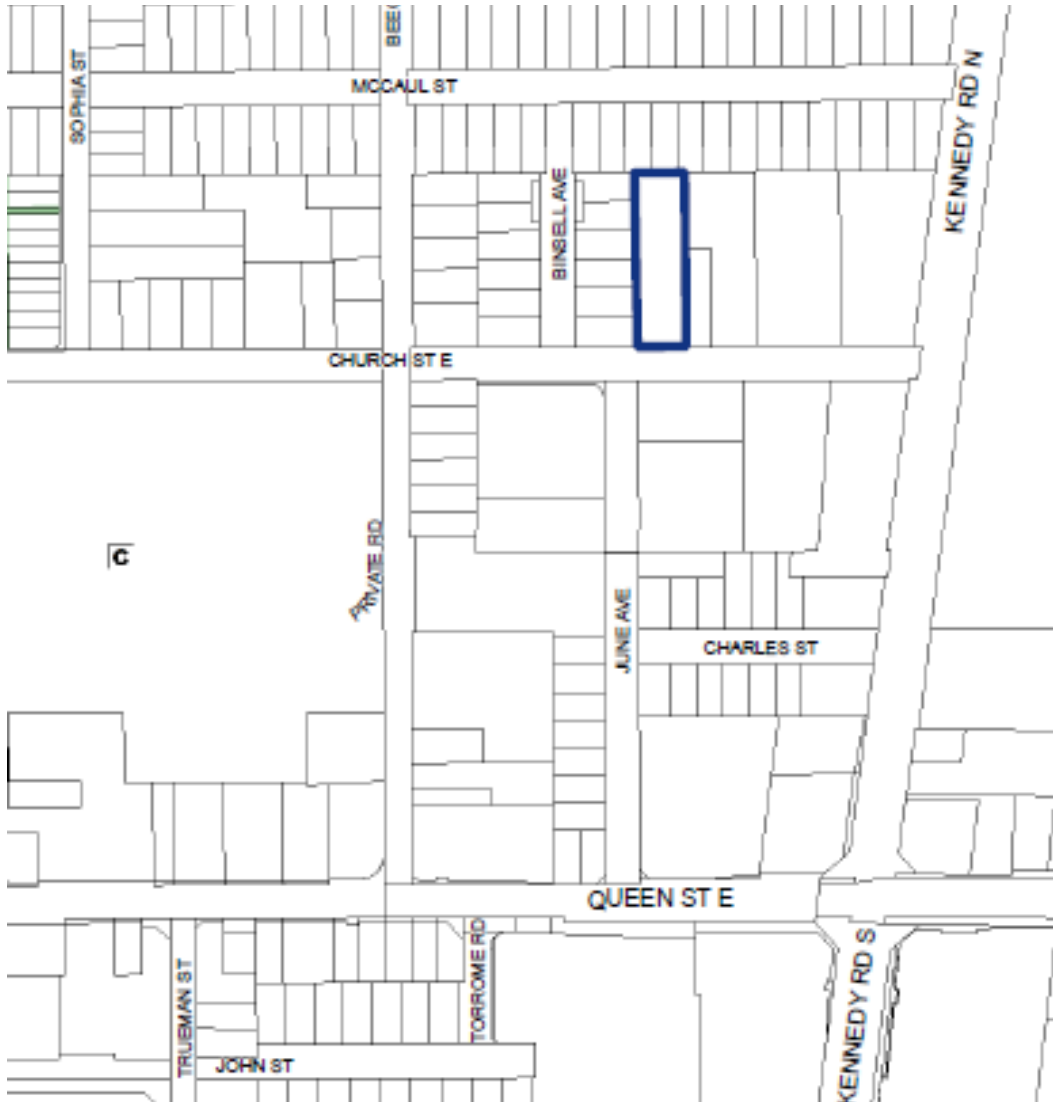 SOPHIA ST
BEEC
MCCAUL ST
KENNEDY RD N
BINSELL AVE
CHURCH ST E
C
PRIVATE RD
JUNE AVE
CHARLES ST
QUEEN ST E
TRUEMAN ST
TORROME RD
KENNEDY RD S
JOHN ST